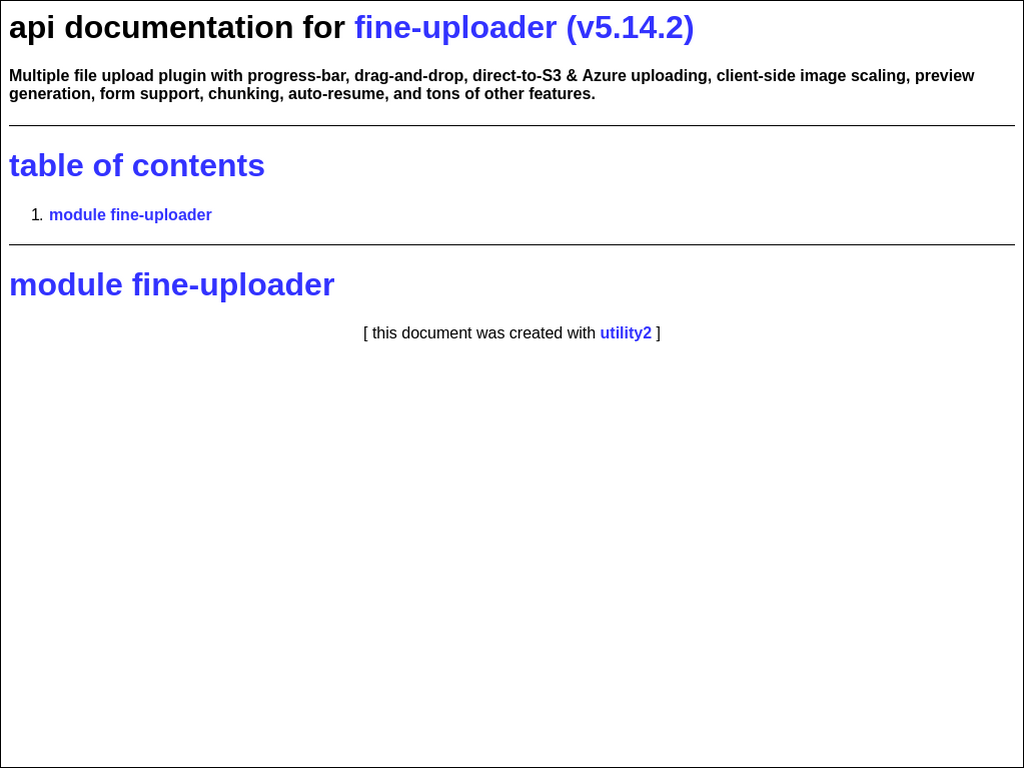 api documentation for fine-uploader (v5.14.2)
Multiple file upload plugin with progress-bar, drag-and-drop, direct-to-S3 & Azure uploading, client-side image scaling, preview
generation, form support, chunking, auto-resume, and tons of other features.
table of contents
1. module fine-uploader
module fine-uploader
[ this document was created with utility2 ]